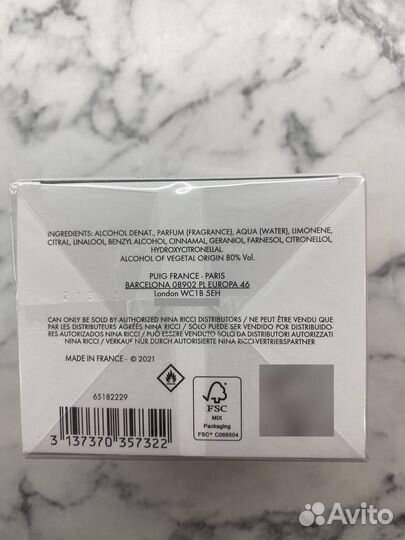 INGREDIENTS: ALCOHOL DENAT., PARFUM (FRAGRANCE), AQUA (WATER), LIMONENE,
CITRAL, LINALOOL, BENZYL ALCOHOL, CINNAMAL, GERANIOL, FARNESOL, CITRONELLOL,
HYDROXYCITRONELLAL.
ALCOHOL OF VEGETAL ORIGIN 80% Vol.
PUIG FRANCE - PARIS
BARCELONA 08902 PL EUROPA 46
London WC1B 5EH
CAN ONLY BE SOLD BY AUTHORIZED NINA RICCI DISTRIBUTORS / NE PEUT ÊTRE VENDU QUE
PAR LES DISTRIBUTEURS AGRÉÉS NINA RICCI / SÓLO PUEDE SER VENDIDO POR DISTRIBUIDO-
RES AUTORIZADOS NINA RICCI / PUÒ ESSERE VENDUTO SOLO DA DISTRIBUTORI AUTORIZZATI
NINA RICCI / VERKAUF NUR DURCH AUTORISIERTE NINA RICCI-VERTRIEBSPARTNER
MADE IN FRANCE - © 2021
65182229
3 137370 357322
FSC
MIX
Packaging
FSC® C066504
Avito